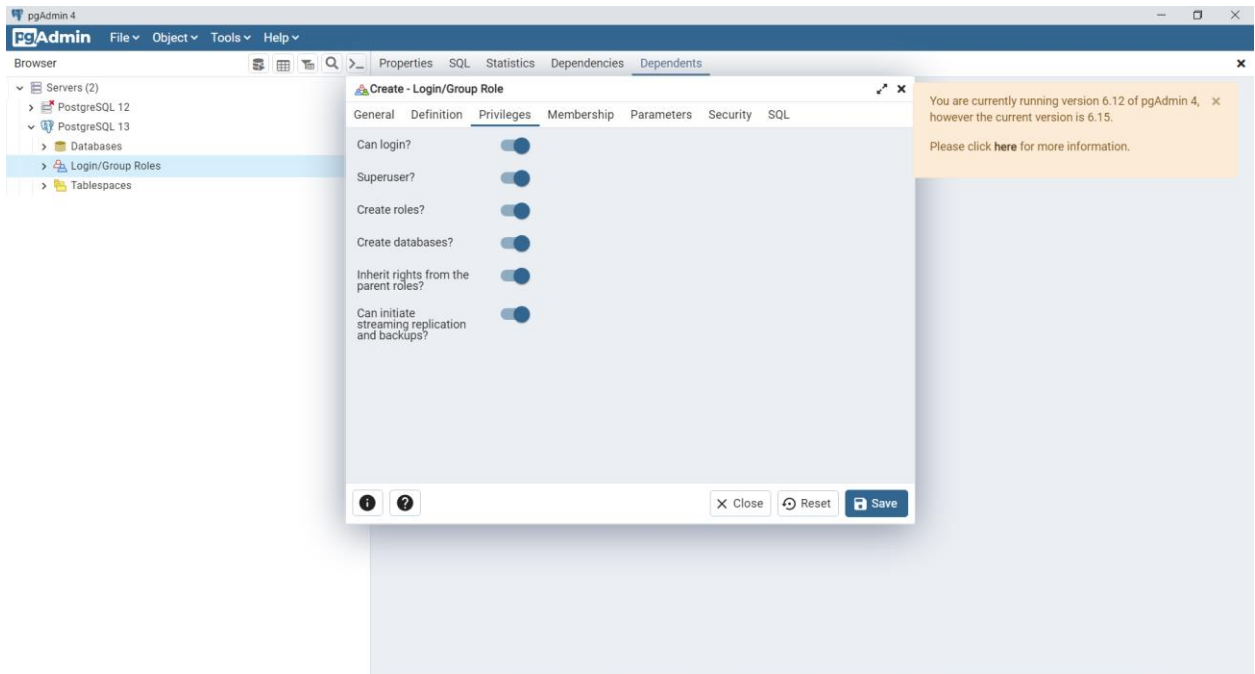 pgAdmin 4
pgAdmin File Object Tools Help
Browser
Properties SQL Statistics Dependencies Dependents
Servers (2)
PostgreSQL 12
PostgreSQL 13
Databases
Login/Group Roles
Tablespaces
Create - Login/Group Role
General Definition Privileges Membership Parameters Security SQL
Can login?
Superuser?
Create roles?
Create databases?
Inherit rights from the
parent roles?
Can initiate
streaming replication
and backups?
Close Reset Save
You are currently running version 6.12 of pgAdmin 4,
however the current version is 6.15.
Please click here for more information.